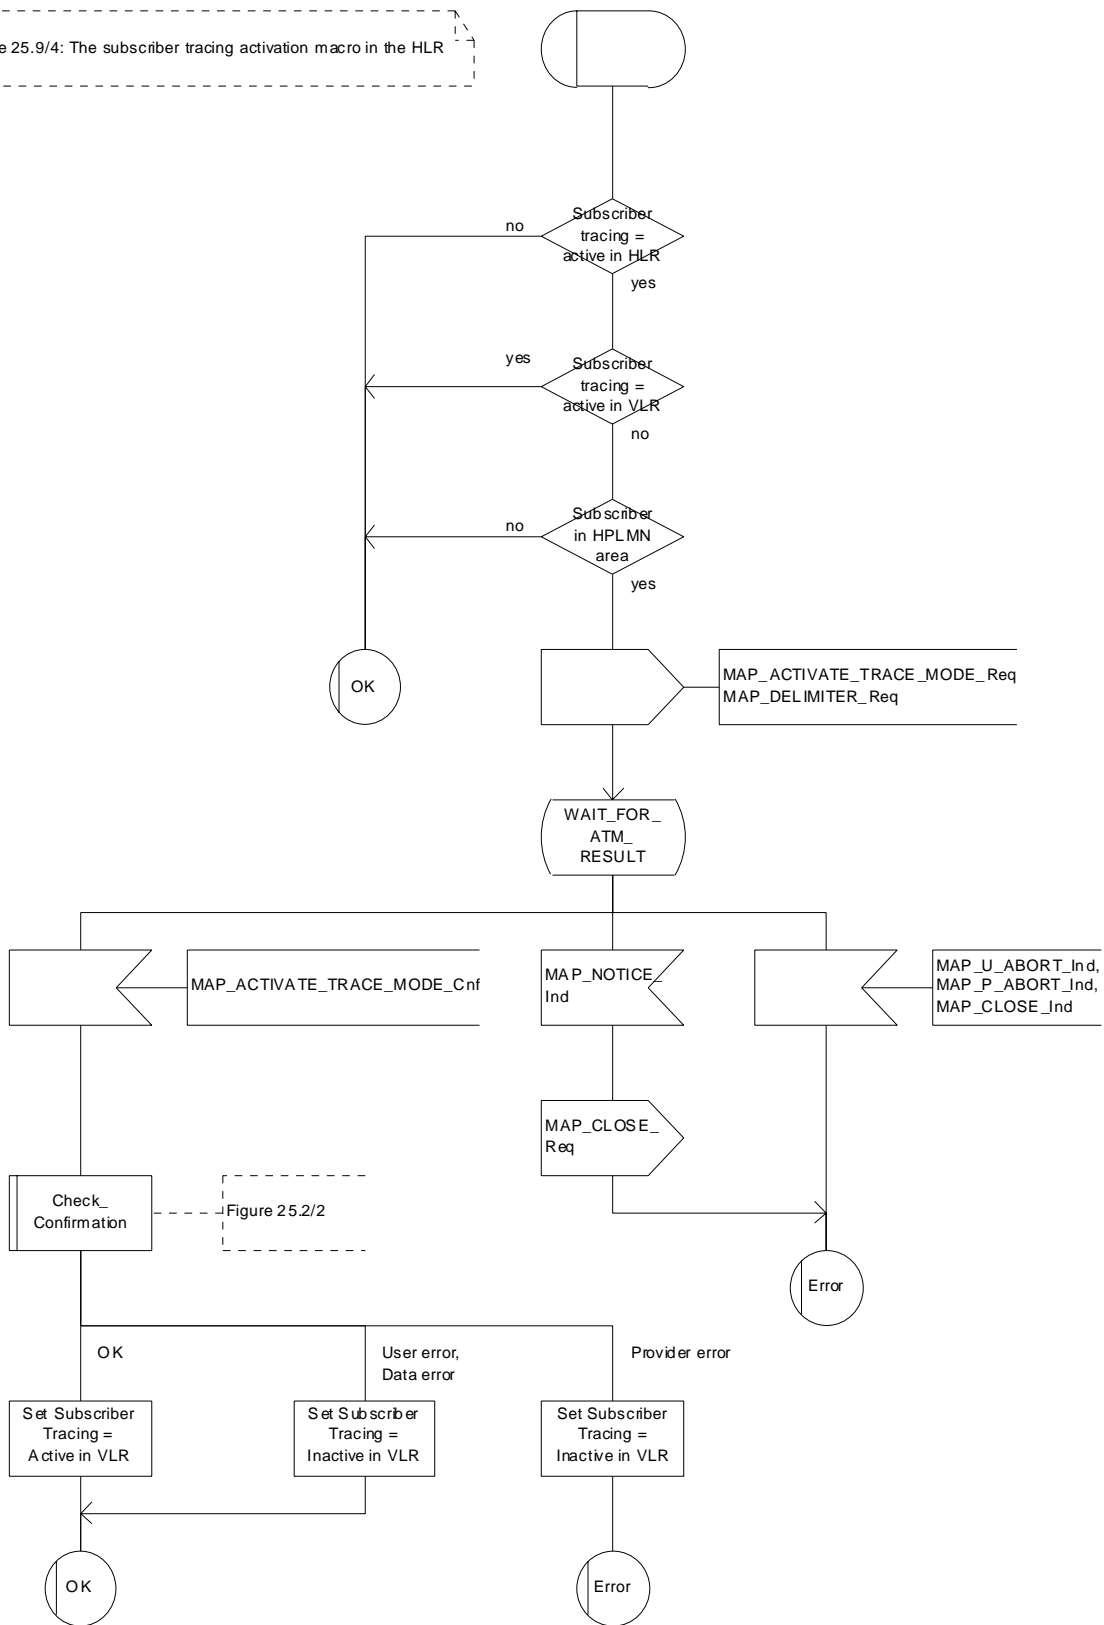 e 25.9/4: The subscriber tracing activation macro in the HLR
Subscriber
tracing =
active in HLR
no
yes
Subscriber
tracing =
active in VLR
yes
no
Subscriber
in HPLMN
area
no
yes
OK
MAP_ACTIVATE_TRACE_MODE_Req
MAP_DELIMITER_Req
WAIT_FOR_
ATM_
RESULT
MAP_ACTIVATE_TRACE_MODE_Cnf
MAP_NOTICE_
Ind
MAP_U_ABORT_Ind,
MAP_P_ABORT_Ind,
MAP_CLOSE_Ind
MAP_CLOSE_
Req
Check_
Confirmation
Figure 25.2/2
Error
OK
User error,
Data error
Provider error
Set Subscriber
Tracing =
Active in VLR
Set Subscriber
Tracing =
Inactive in VLR
Set Subscriber
Tracing =
Inactive in VLR
OK
Error